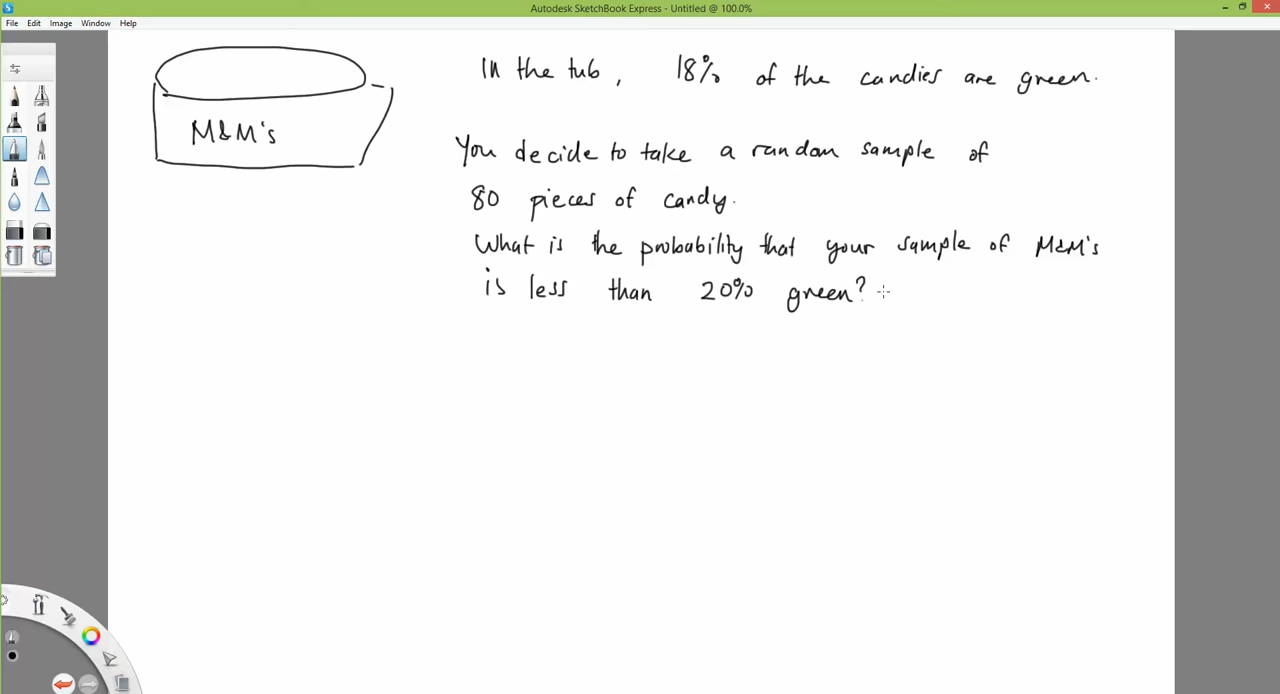 Autodesk SketchBook Express - Untitled @ 100.0%
File Edit Image Window Help
In the tub, 18% of the candies are green.
M&M's
You decide to take a random sample of
80 pieces of candy.
What is the probability that your sample of M&M's
is less than 20% green?